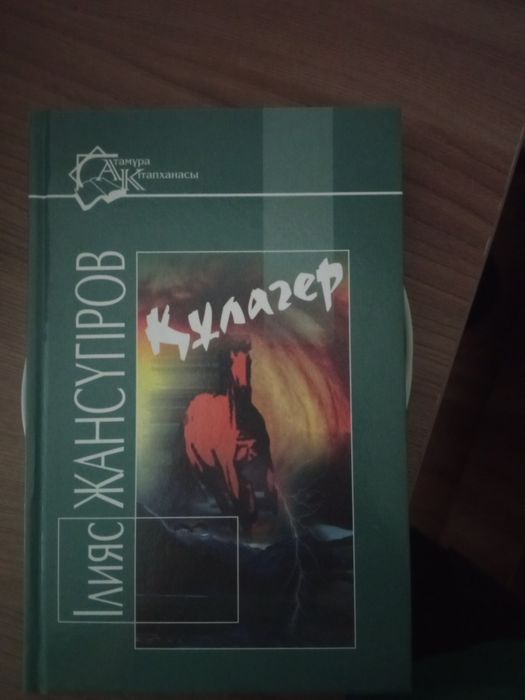 Атамұра
Кітапханасы
Ілияс ЖАНСҮГІРОВ
Құлагер